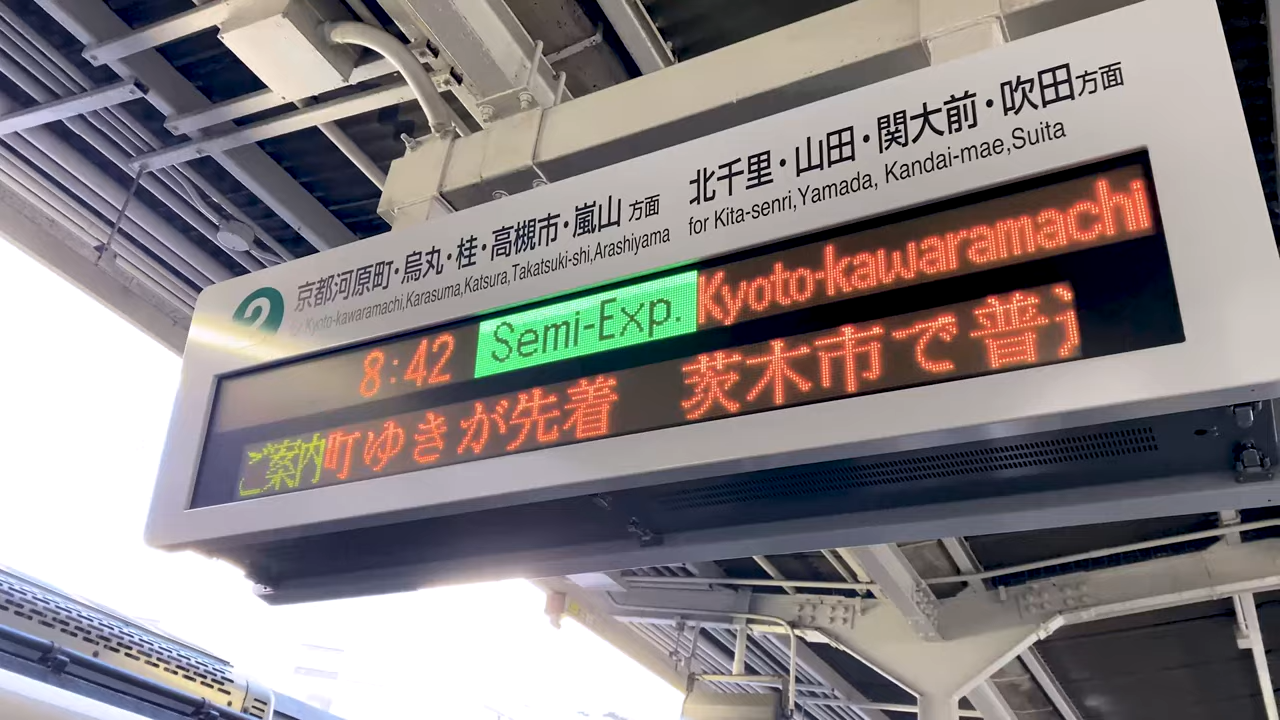 2
京都河原町・烏丸・桂・高槻市・嵐山 方面
for Kyoto-kawaramachi,Karasuma,Katsura,Takatsuki-shi,Arashiyama
北千里・山田・関大前・吹田方面
for Kita-senri,Yamada, Kandai-mae,Suita
8:42 Semi-Exp. Kyoto-kawaramachi
ご案内 町ゆきが先着 茨木市で普